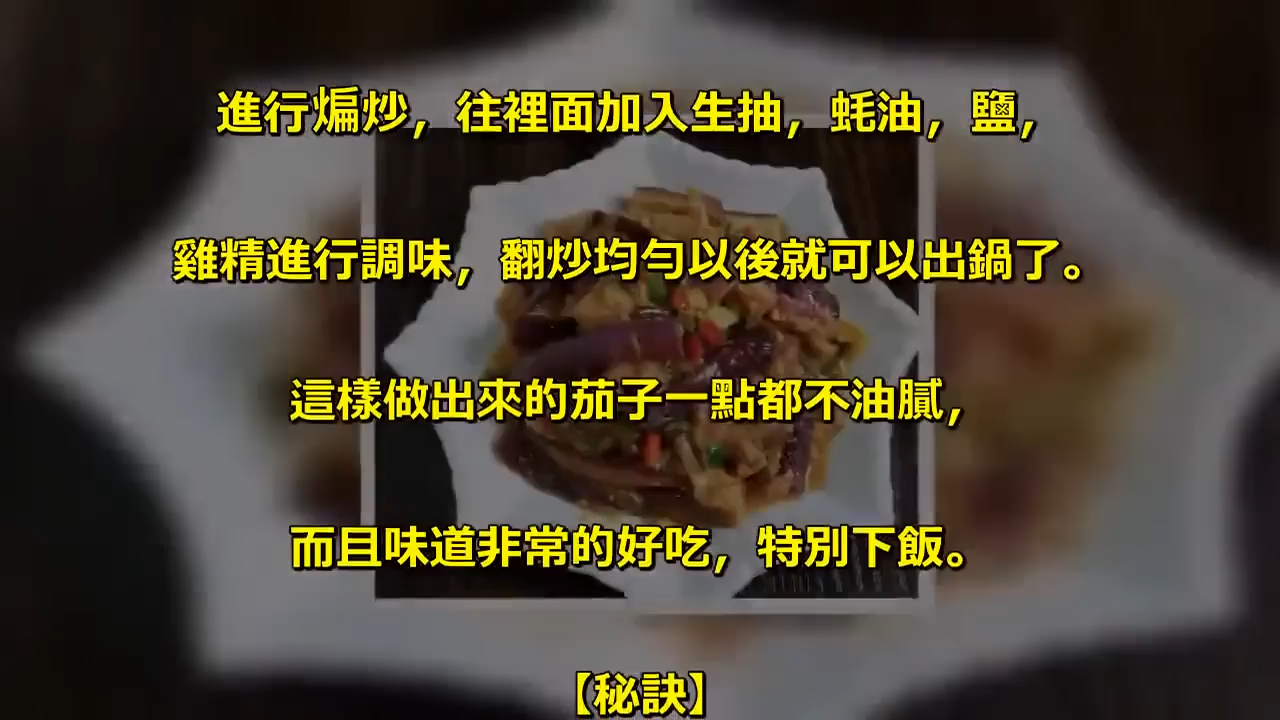 進行煸炒，往裡面加入生抽，蚝油，鹽，
雞精進行調味，翻炒均勻以後就可以出鍋了。
這樣做出來的茄子一點都不油膩，
而且味道非常的好吃，特別下飯。
【秘訣】